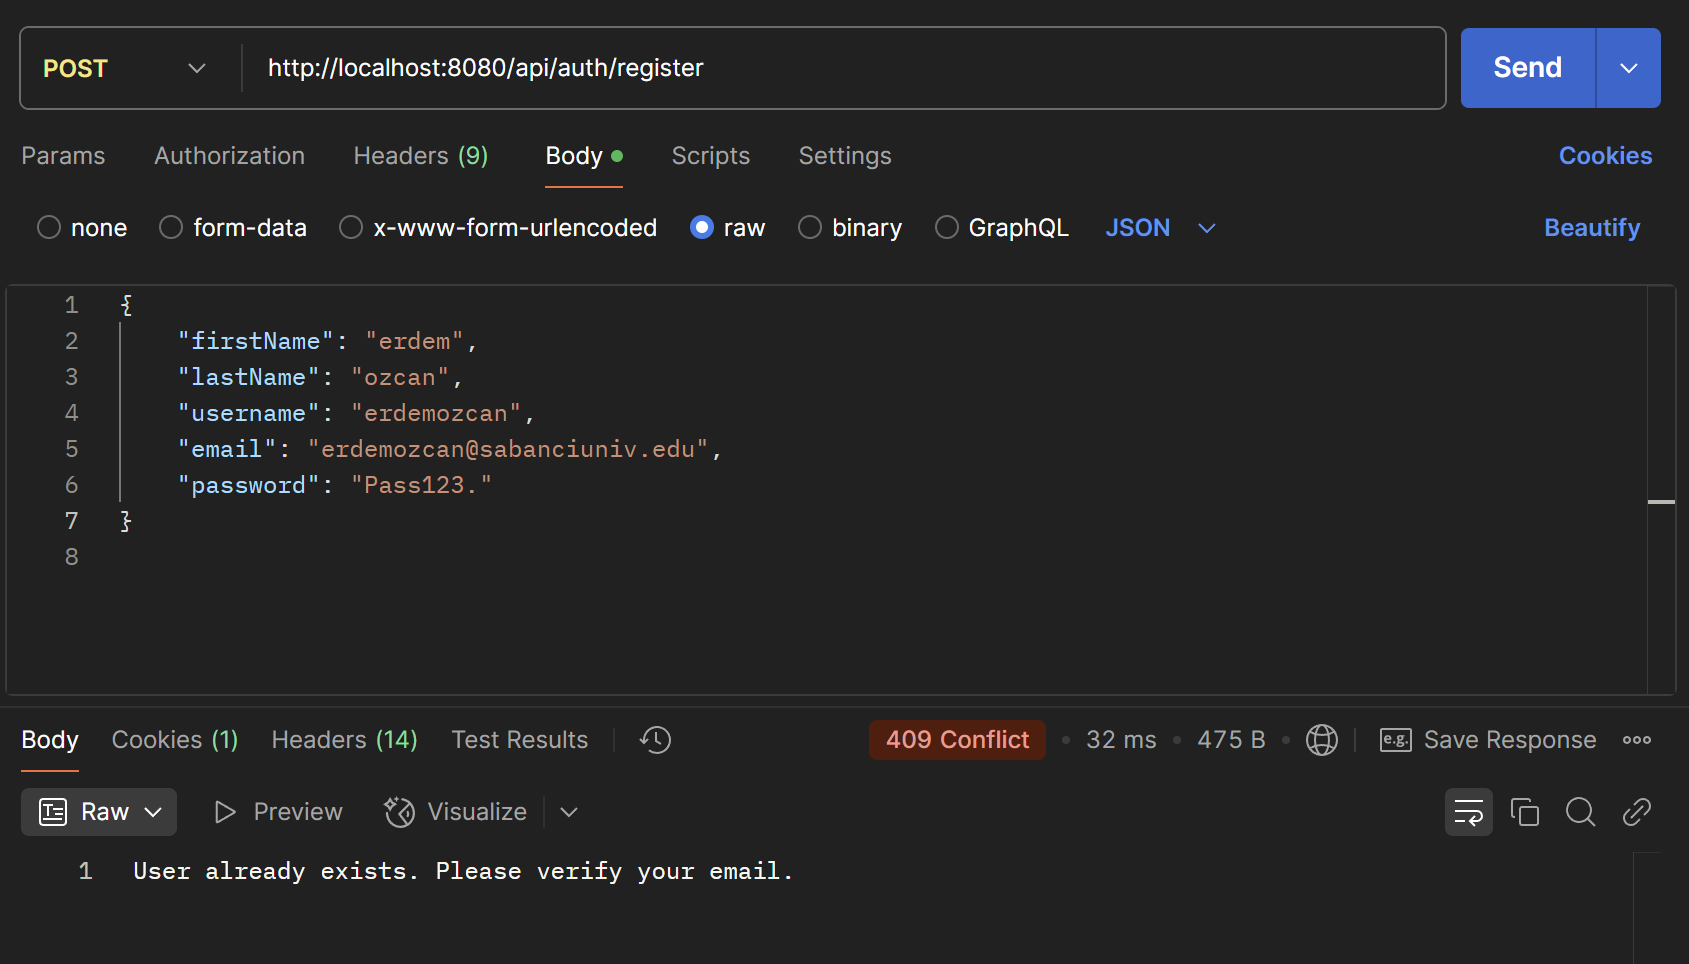 POST http://localhost:8080/api/auth/register Send
Params Authorization Headers (9) Body Scripts Settings Cookies
none form-data x-www-form-urlencoded raw binary GraphQL JSON Beautify
1 {
2 "firstName": "erdem",
3 "lastName": "ozcan",
4 "username": "erdemozcan",
5 "email": "erdemozcan@sabanciuniv.edu",
6 "password": "Pass123."
7 }
8
Body Cookies (1) Headers (14) Test Results 409 Conflict • 32 ms • 475 B • e.g. Save Response
Raw Preview Visualize
1 User already exists. Please verify your email.